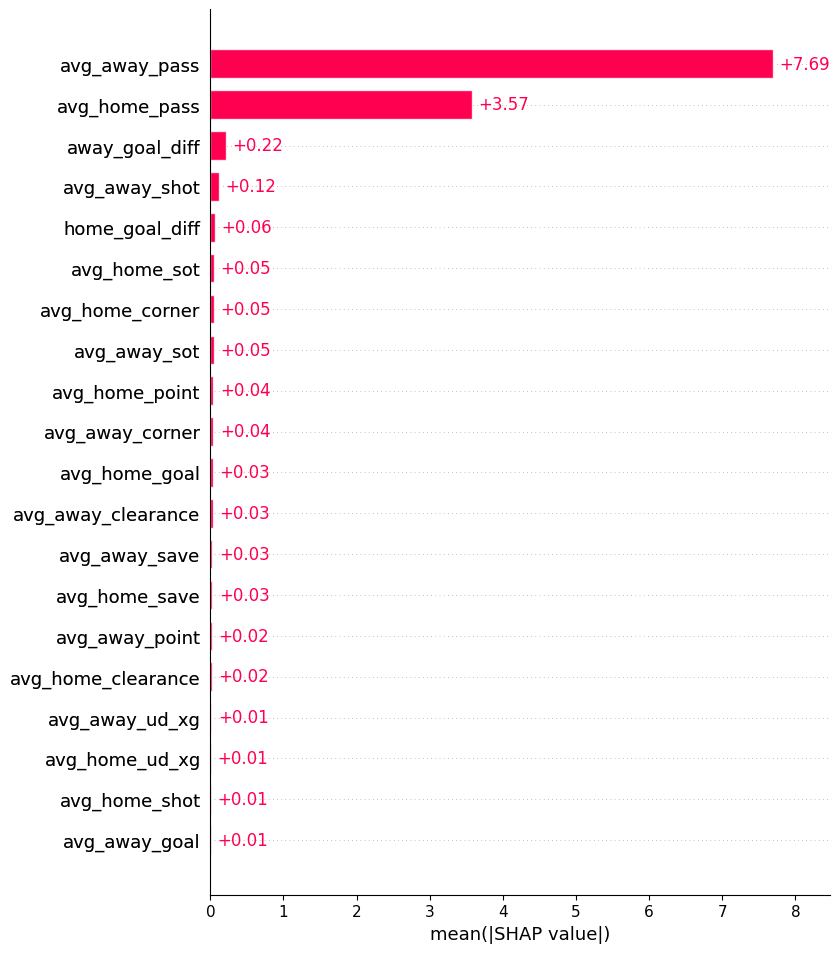 avg_away_pass +7.69
avg_home_pass +3.57
away_goal_diff +0.22
avg_away_shot +0.12
home_goal_diff +0.06
avg_home_sot +0.05
avg_home_corner +0.05
avg_away_sot +0.05
avg_home_point +0.04
avg_away_corner +0.04
avg_home_goal +0.03
avg_away_clearance +0.03
avg_away_save +0.03
avg_home_save +0.03
avg_away_point +0.02
avg_home_clearance +0.02
avg_away_ud_xg +0.01
avg_home_ud_xg +0.01
avg_home_shot +0.01
avg_away_goal +0.01
0 1 2 3 4 5 6 7 8
mean(|SHAP value|)